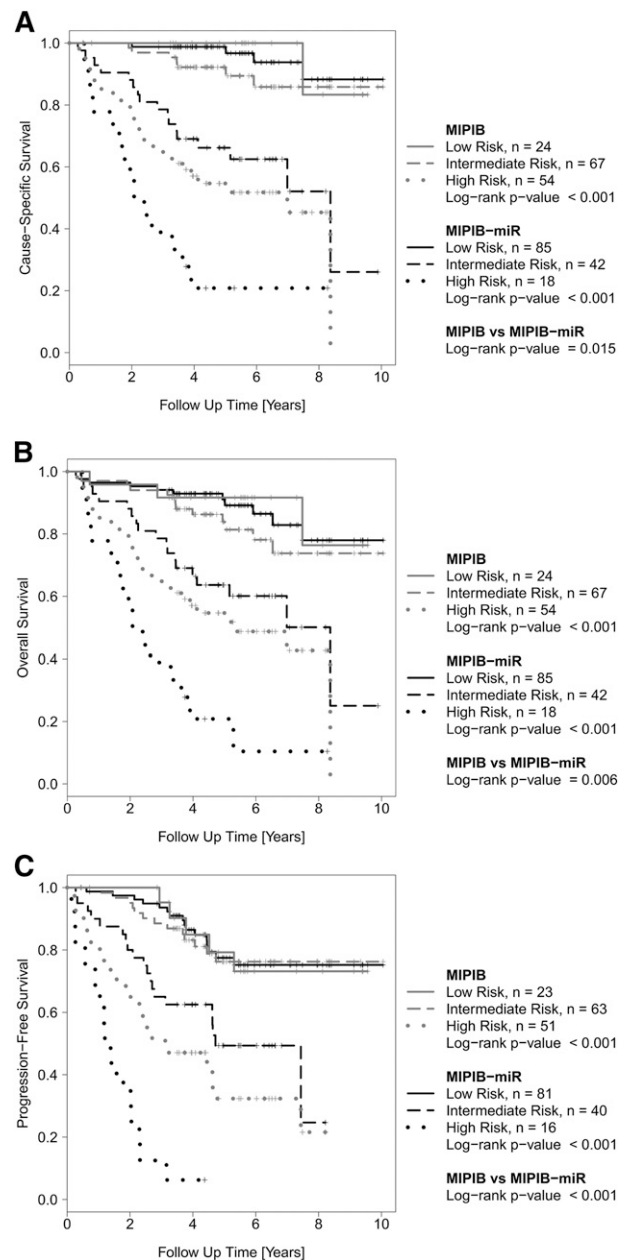 A
1.0
0.8
0.6
0.4
0.2
0.0
Cause−Specific Survival
0 2 4 6 8 10
Follow Up Time [Years]
MIPIB
Low Risk, n = 24
Intermediate Risk, n = 67
High Risk, n = 54
Log−rank p−value < 0.001
MIPIB−miR
Low Risk, n = 85
Intermediate Risk, n = 42
High Risk, n = 18
Log−rank p−value < 0.001
MIPIB vs MIPIB−miR
Log−rank p−value = 0.015
B
1.0
0.8
0.6
0.4
0.2
0.0
Overall Survival
0 2 4 6 8 10
Follow Up Time [Years]
MIPIB
Low Risk, n = 24
Intermediate Risk, n = 67
High Risk, n = 54
Log−rank p−value < 0.001
MIPIB−miR
Low Risk, n = 85
Intermediate Risk, n = 42
High Risk, n = 18
Log−rank p−value < 0.001
MIPIB vs MIPIB−miR
Log−rank p−value = 0.006
C
1.0
0.8
0.6
0.4
0.2
0.0
Progression−Free Survival
0 2 4 6 8 10
Follow Up Time [Years]
MIPIB
Low Risk, n = 23
Intermediate Risk, n = 63
High Risk, n = 51
Log−rank p−value < 0.001
MIPIB−miR
Low Risk, n = 81
Intermediate Risk, n = 40
High Risk, n = 16
Log−rank p−value < 0.001
MIPIB vs MIPIB−miR
Log−rank p−value < 0.001